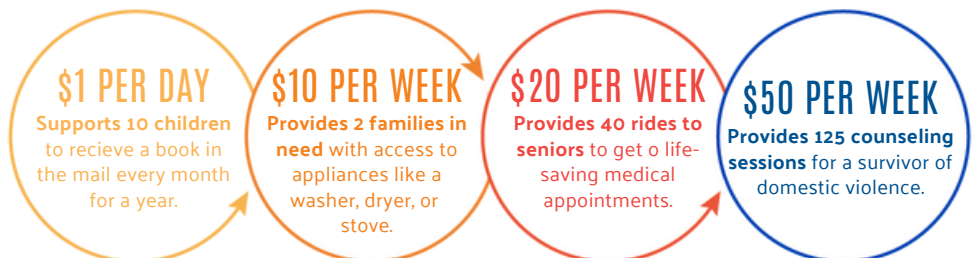 $1 PER DAY
Supports 10 children
to recieve a book in
the mail every month
for a year.
$10 PER WEEK
Provides 2 families in
need with access to
appliances like a
washer, dryer, or
stove.
$20 PER WEEK
Provides 40 rides to
seniors to get o life-
saving medical
appointments.
$50 PER WEEK
Provides 125 counseling
sessions for a survivor of
domestic violence.